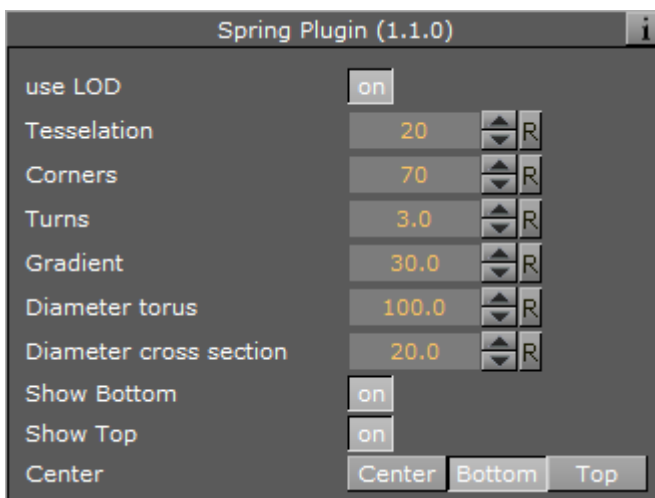 Spring Plugin (1.1.0) i
use LOD on
Tesselation 20 R
Corners 70 R
Turns 3.0 R
Gradient 30.0 R
Diameter torus 100.0 R
Diameter cross section 20.0 R
Show Bottom on
Show Top on
Center Center Bottom Top